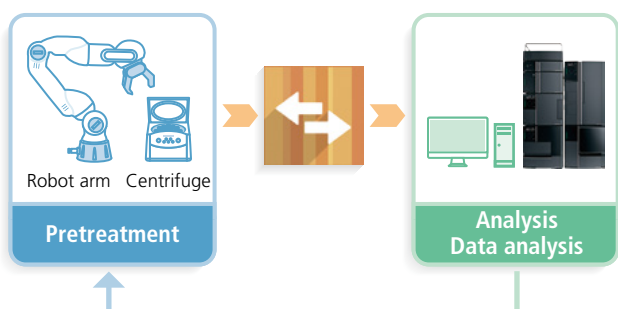 Robot arm Centrifuge
Pretreatment
Analysis
Data analysis